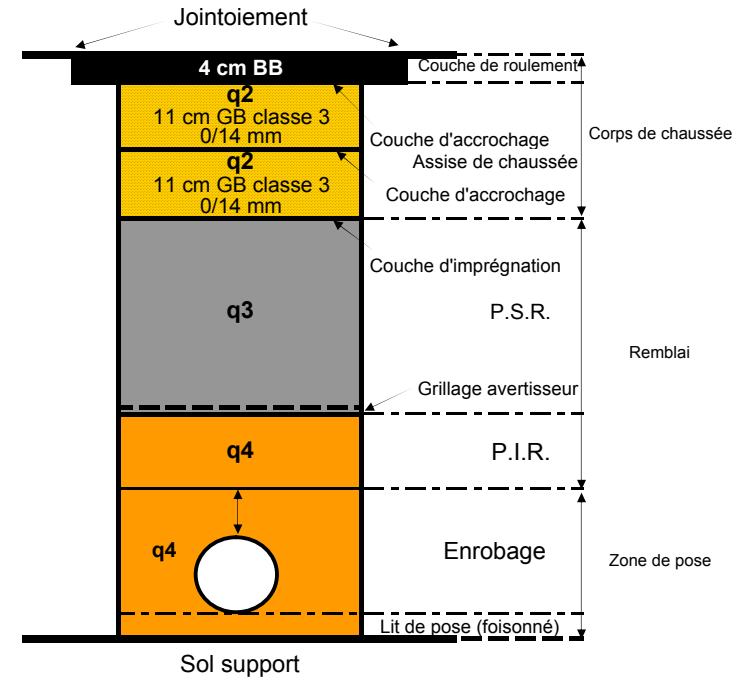 Jointoiement
4 cm BB
Couche de roulement
q2
11 cm GB classe 3
0/14 mm
Couche d'accrochage
Assise de chaussée
Corps de chaussée
q2
11 cm GB classe 3
0/14 mm
Couche d'accrochage
Couche d'imprégnation
q3
P.S.R.
Remblai
Grillage avertisseur
q4
P.I.R.
q4
Enrobage
Zone de pose
Lit de pose (foisonné)
Sol support